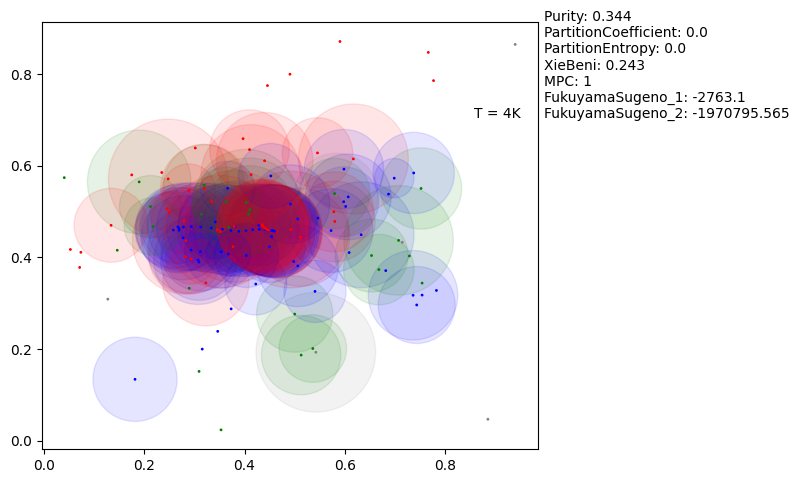 Purity: 0.344
PartitionCoefficient: 0.0
PartitionEntropy: 0.0
XieBeni: 0.243
MPC: 1
FukuyamaSugeno_1: -2763.1
FukuyamaSugeno_2: -1970795.565
T = 4K
0.8
0.6
0.4
0.2
0.0
0.0 0.2 0.4 0.6 0.8